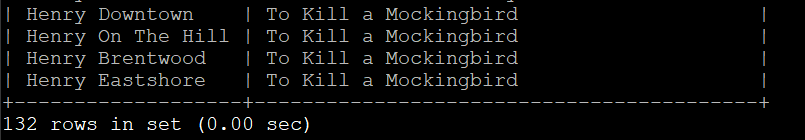 | Henry Downtown    | To Kill a Mockingbird                    |
| Henry On The Hill | To Kill a Mockingbird                    |
| Henry Brentwood   | To Kill a Mockingbird                    |
| Henry Eastshore   | To Kill a Mockingbird                    |
+-------------------+------------------------------------------+
132 rows in set (0.00 sec)